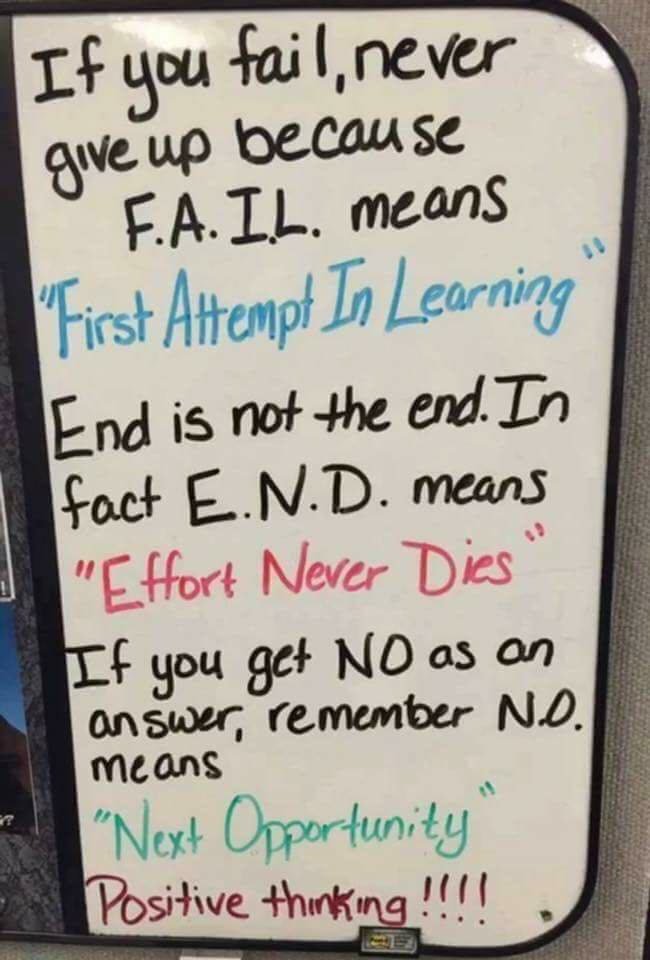 If you fail, never
give up because
F.A.I.L. means
"First Attempt In Learning"
End is not the end. In
fact E.N.D. means
"Effort Never Dies"
If you get NO as an
answer, remember N.O.
means
"Next Opportunity"
Positive thinking !!!!